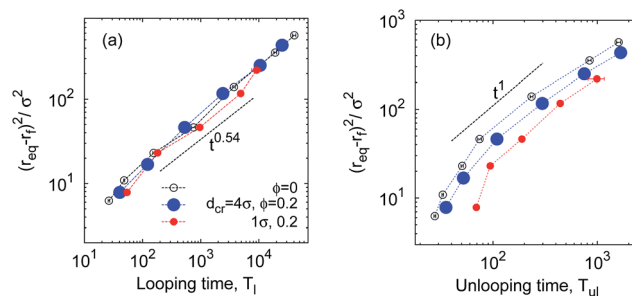 (a)
(r_eq-r_f)²/ σ²
10²
10¹
t^0.54
ϕ=0
d_cr=4σ, ϕ=0.2
1σ, 0.2
10¹ 10² 10³ 10⁴
Looping time, T_l
(b)
(r_eq-r_f)²/ σ²
10³
10²
10¹
t¹
10² 10³
Unlooping time, T_ul